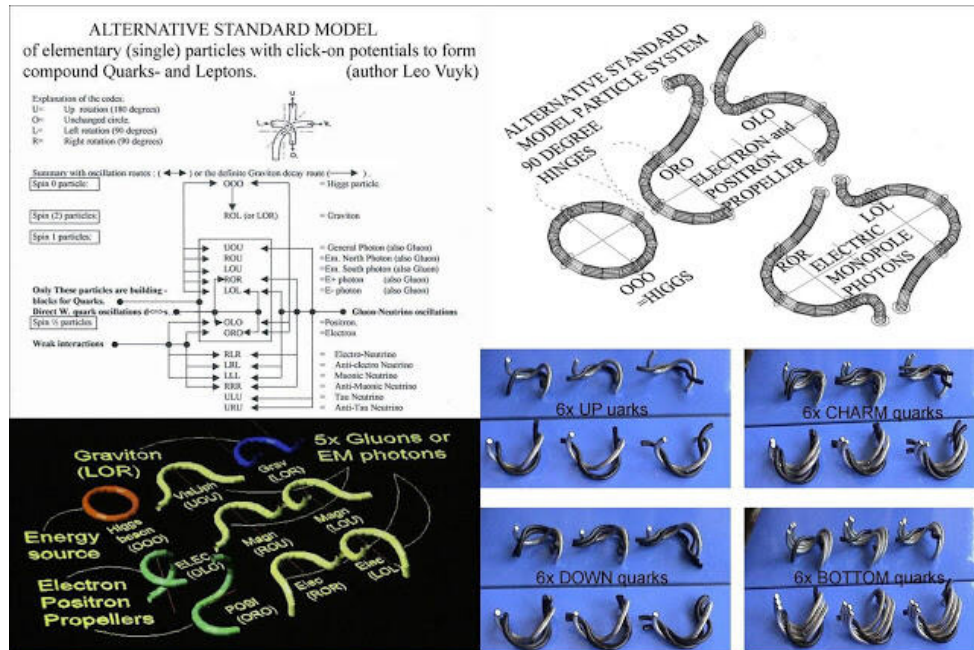 ALTERNATIVE STANDARD MODEL
of elementary (single) particles with click-on potentials to form
compound Quarks- and Leptons. (author Leo Vuyk)
Explanation of the codes:
U= Up rotation (180 degrees)
O= Unchanged circle.
L= Left rotation (90 degrees)
R= Right rotation (90 degrees)
Summary with oscillation routes : ( ) or the definite Graviton decay route ( ) .
Spin 0 particle: OOO = Higgs particle.
ROL (or LOR) = Graviton
Spin (2) particles:
Spin 1 particles:
UOU = General Photon (also Gluon)
ROU = Em. North Photon (also Gluon)
LOU = Em. South photon (also Gluon)
ROR = E+ photon (also Gluon)
LOL = E- photon (also Gluon)
Only These particles are building -
blocks for Quarks.
Direct W. quark oscillations d<=>s. Gluon-Neutrino oscillations
Spin ½ particles OLO = Positron.
ORO = Electron
Weak interactions
RLR = Electro-Neutrino
LRL = Anti-electro Neutrino
LLL = Muonic Neutrino
RRR = Anti-Muonic Neutrino
ULU = Tau Neutrino
URU = Anti-Tau Neutrino
ALTERNATIVE STANDARD
MODEL PARTICLE SYSTEM
90 DEGREE
HINGES
ORO
OLO
ELECTRON and
POSITRON
PROPELLER
OOO
=HIGGS
ROR
LOL
ELECTRIC
MONOPOLE
PHOTONS
5x Gluons or
EM photons
Graviton
(LOR)
Grav
(LOR)
VisLigh
(UOU)
Higgs
(OOO)
Energy
source
Magn
(LOU)
Magn
(ROU)
ELEC
(OLO)
Elec
(LOL)
Elec
(ROR)
POSI
(ORO)
Electron
Positron
Propellers
6x UP uarks
6x CHARM quarks
6x DOWN quarks
6x BOTTOM quarks